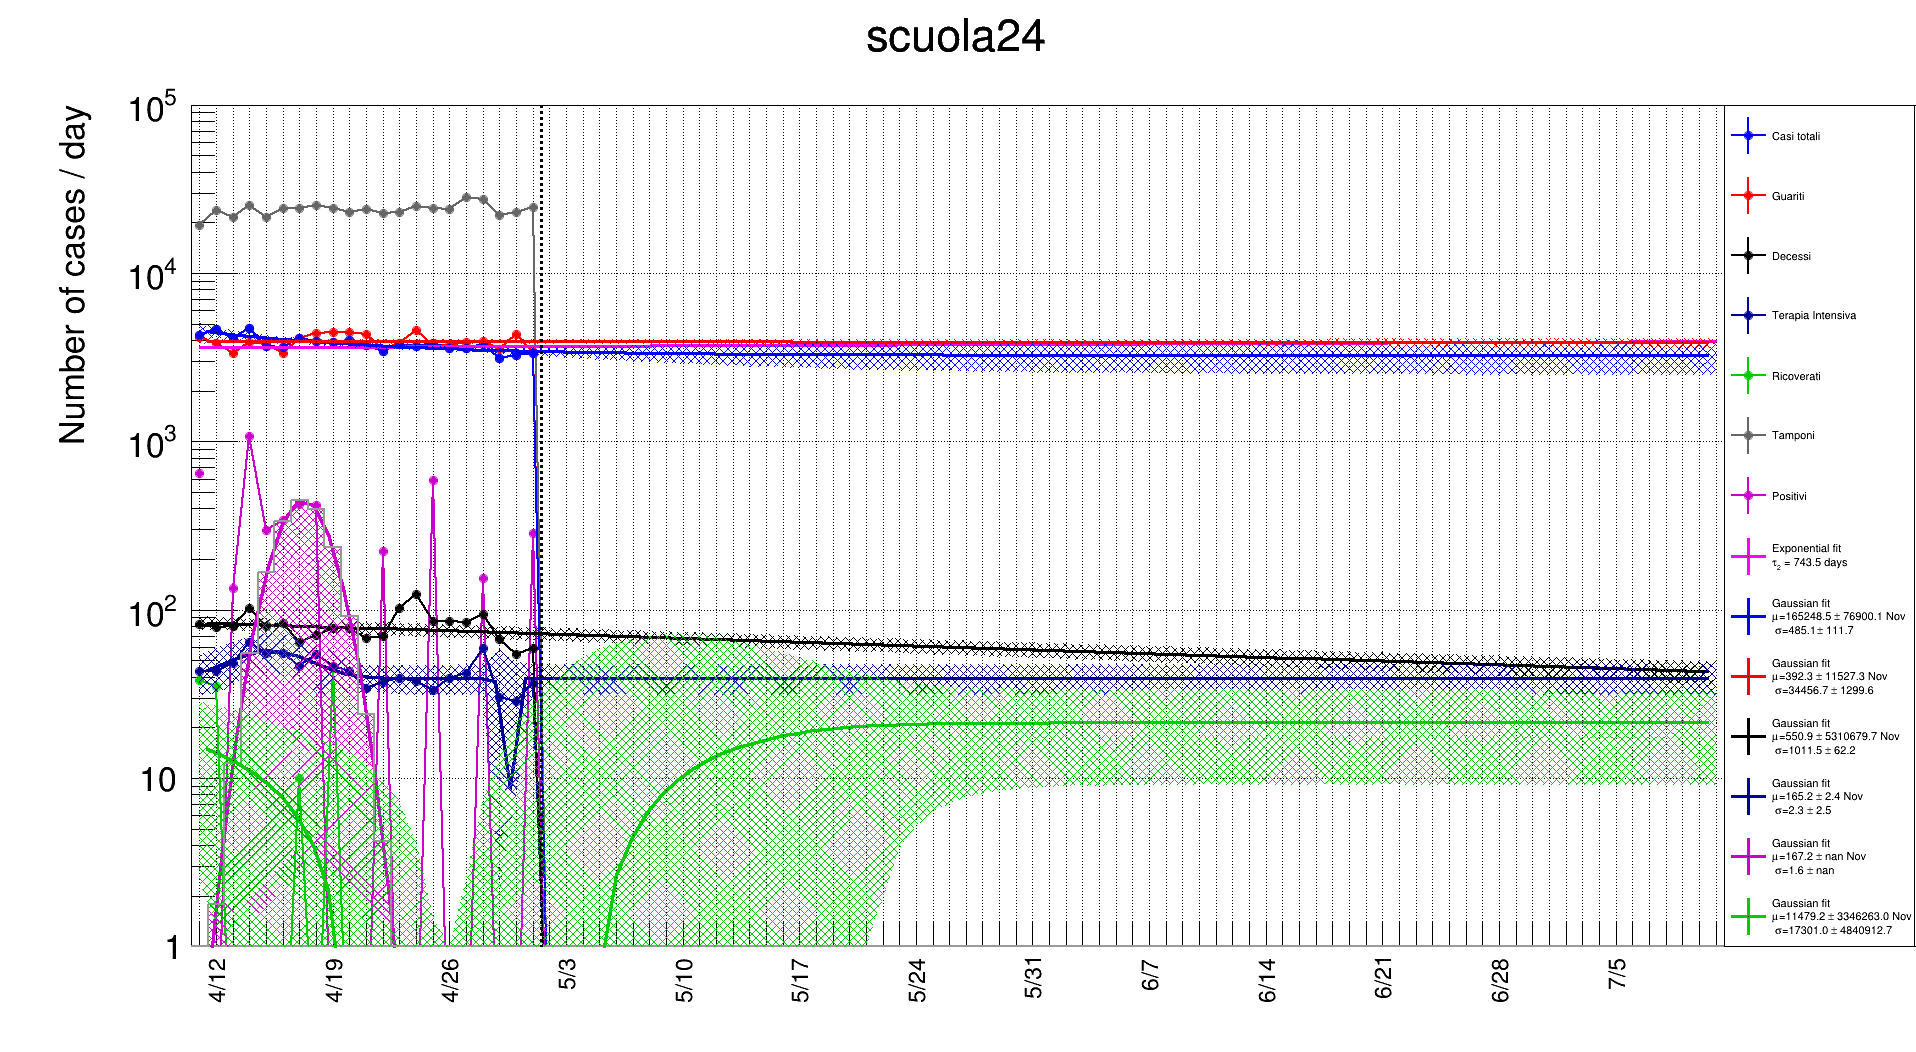 scuola24
Number of cases / day
10^5
10^4
10^3
10^2
10
1
4/12
4/19
4/26
5/3
5/10
5/17
5/24
5/31
6/7
6/14
6/21
6/28
7/5
Casi totali
Guariti
Decessi
Terapia Intensiva
Ricoverati
Tamponi
Positivi
Exponential fit
τ₂ = 743.5 days
Gaussian fit
μ=165248.5 ± 76900.1 Nov
σ=485.1 ± 111.7
Gaussian fit
μ=392.3 ± 11527.3 Nov
σ=34456.7 ± 1299.6
Gaussian fit
μ=550.9 ± 5310679.7 Nov
σ=1011.5 ± 62.2
Gaussian fit
μ=165.2 ± 2.4 Nov
σ=2.3 ± 2.5
Gaussian fit
μ=167.2 ± nan Nov
σ=1.6 ± nan
Gaussian fit
μ=11479.2 ± 3346263.0 Nov
σ=17301.0 ± 4840912.7